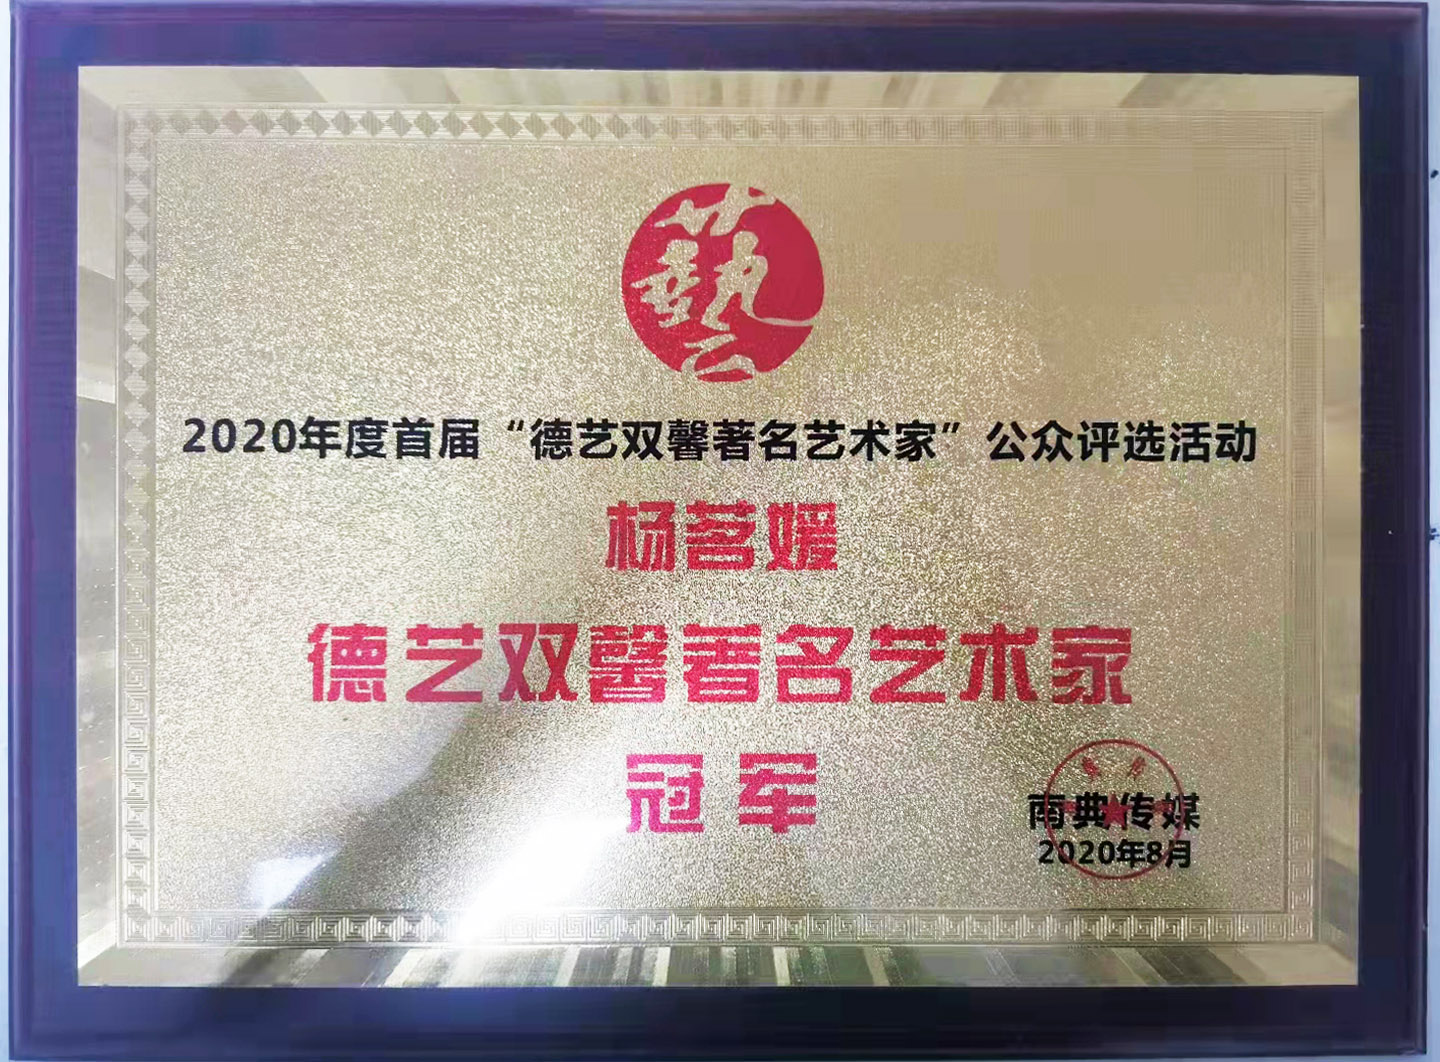 藝
2020年度首届“德艺双馨著名艺术家”公众评选活动
杨茗媛
德艺双馨著名艺术家
冠军
南典传媒
2020年8月